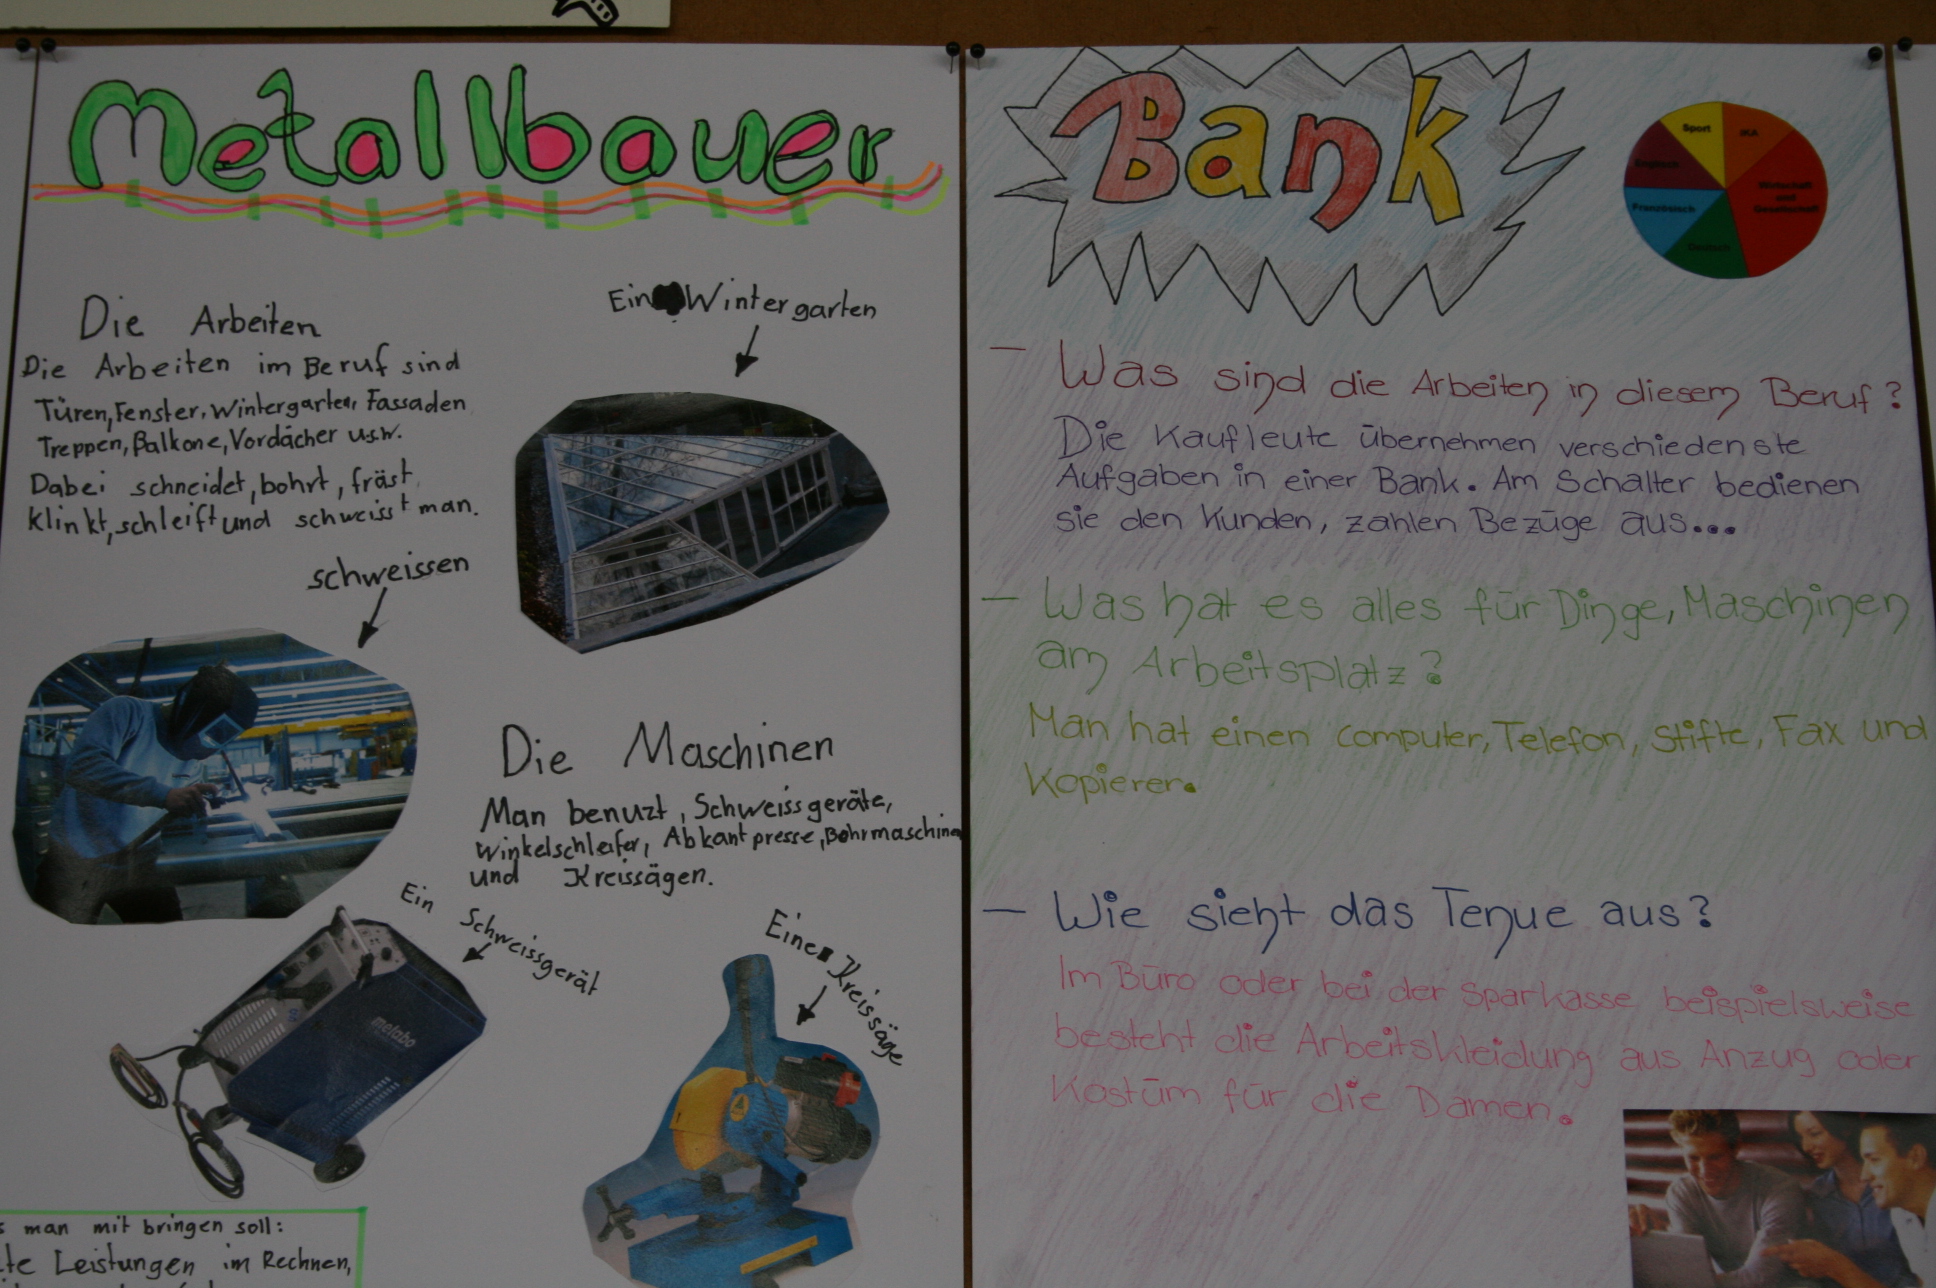 Metallbauer
Die Arbeiten
Die Arbeiten im Beruf sind
Türen, Fenster, Wintergarten, Fassaden
Treppen, Balkone, Vordächer u.s.w.
Dabei schneidet, bohrt, fräst,
klinkt, schleift und schweisst man.
Ein Wintergarten
schweissen
Die Maschinen
Man benuzt, Schweissgeräte,
Winkelschleifer, Abkantpresse, Bohrmaschine
und Kreissägen.
Ein Schweissgerät
metabo
Eine Kreissäge
man mit bringen soll:
Leistungen im Rechnen,
Bank
Sport
IKA
Wirtschaft
und
Gesellschaft
Deutsch
Französisch
Englisch
- Was sind die Arbeiten in diesem Beruf?
Die Kaufleute übernehmen verschiedenste
Aufgaben in einer Bank. Am Schalter bedienen
sie den Kunden, zahlen Bezüge aus...
- Was hat es alles für Dinge, Maschinen
am Arbeitsplatz?
Man hat einen Computer, Telefon, Stifte, Fax und
Kopierer.
- Wie sieht das Tenue aus?
Im Büro oder bei der Sparkasse beispielsweise
besteht die Arbeitskleidung aus Anzug oder
Kostüm für die Damen.